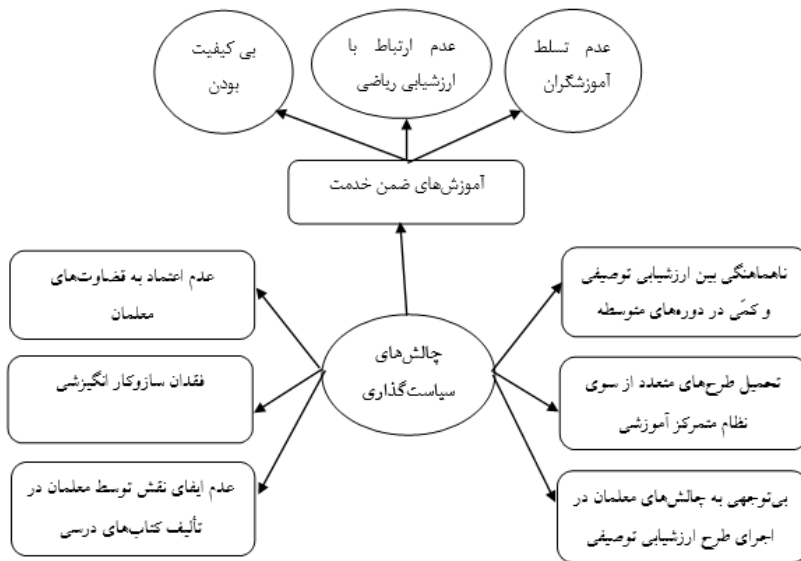 عدم تسلط
آموزشگران
عدم ارتباط با
ارزشیابی ریاضی
بی کیفیت
بودن
آموزش‌های ضمن خدمت
ناهماهنگی بین ارزشیابی توصیفی
و کمّی در دوره‌های متوسطه
عدم اعتماد به قضاوت‌های
معلمان
چالش‌های
سیاست‌گذاری
تحمیل طرح‌های متعدد از سوی
نظام متمرکز آموزشی
فقدان سازوکار انگیزشی
بی‌توجهی به چالش‌های معلمان در
اجرای طرح ارزشیابی توصیفی
عدم ایفای نقش توسط معلمان در
تألیف کتاب‌های درسی